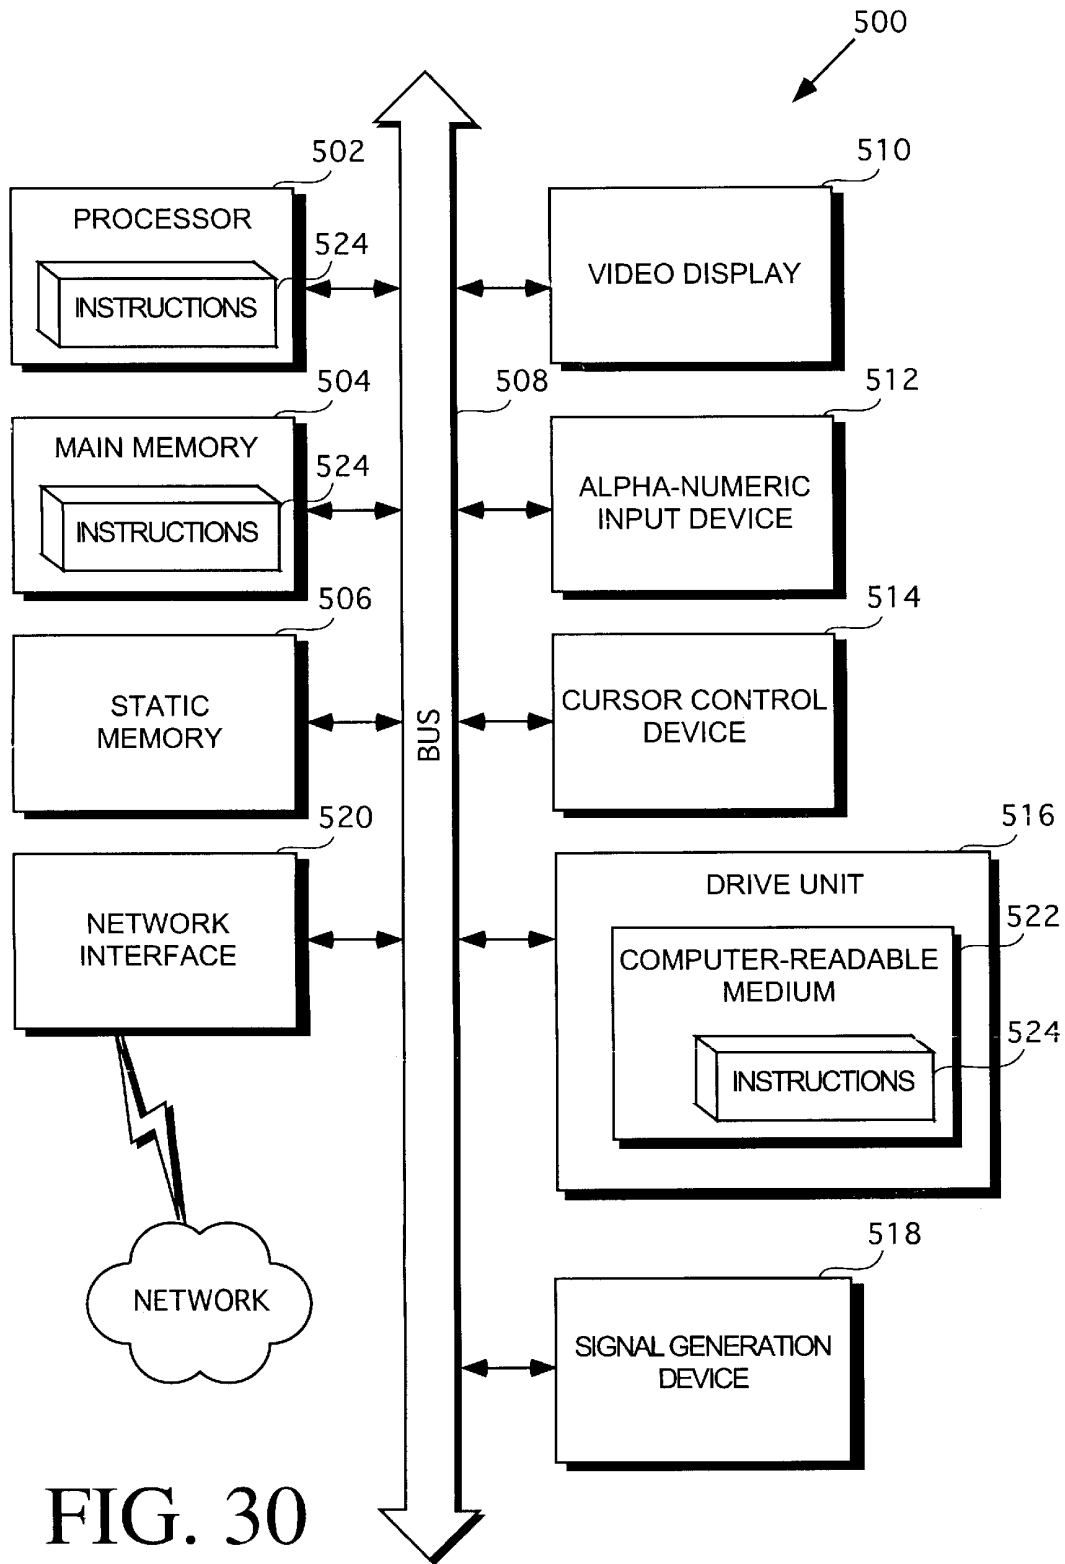 500
502
PROCESSOR
524
INSTRUCTIONS
510
VIDEO DISPLAY
504
MAIN MEMORY
524
INSTRUCTIONS
508
512
ALPHA-NUMERIC
INPUT DEVICE
506
STATIC
MEMORY
BUS
514
CURSOR CONTROL
DEVICE
520
NETWORK
INTERFACE
516
DRIVE UNIT
522
COMPUTER-READABLE
MEDIUM
524
INSTRUCTIONS
NETWORK
518
SIGNAL GENERATION
DEVICE
FIG. 30